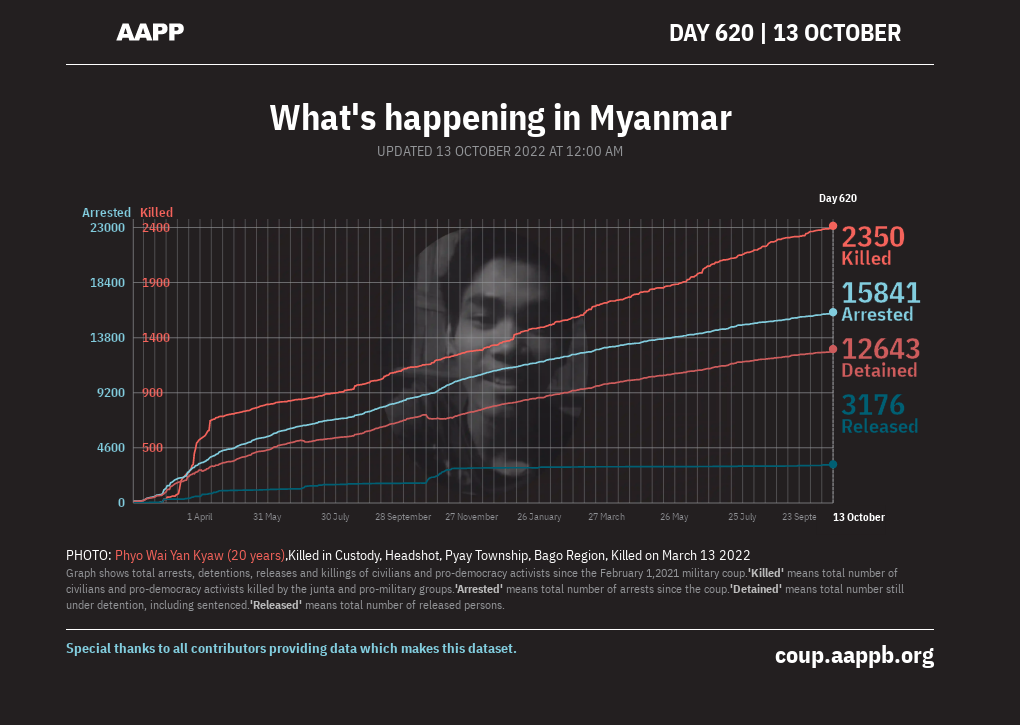 AAPP
DAY 620 | 13 OCTOBER
What's happening in Myanmar
UPDATED 13 OCTOBER 2022 AT 12:00 AM
Day 620
Arrested Killed
23000 2400
18400 1900
13800 1400
9200 900
4600 500
0
2350
Killed
15841
Arrested
12643
Detained
3176
Released
1 April 31 May 30 July 28 September 27 November 26 January 27 March 26 May 25 July 23 Septe 13 October
PHOTO: Phyo Wai Yan Kyaw (20 years),Killed in Custody, Headshot, Pyay Township, Bago Region, Killed on March 13 2022
Graph shows total arrests, detentions, releases and killings of civilians and pro-democracy activists since the February 1,2021 military coup.'Killed' means total number of
civilians and pro-democracy activists killed by the junta and pro-military groups.'Arrested' means total number of arrests since the coup.'Detained' means total number still
under detention, including sentenced.'Released' means total number of released persons.
Special thanks to all contributors providing data which makes this dataset.
coup.aappb.org